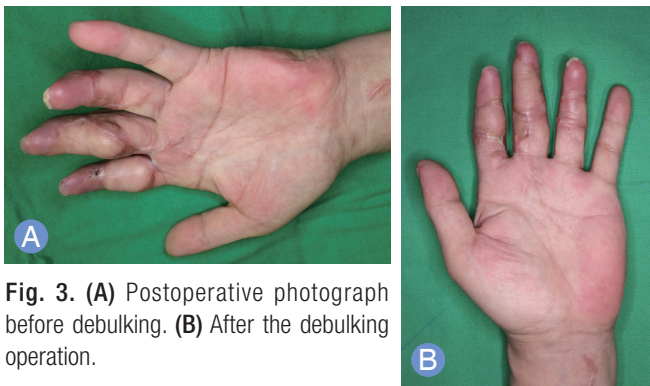 A
Fig. 3. (A) Postoperative photograph
before debulking. (B) After the debulking
operation.
B